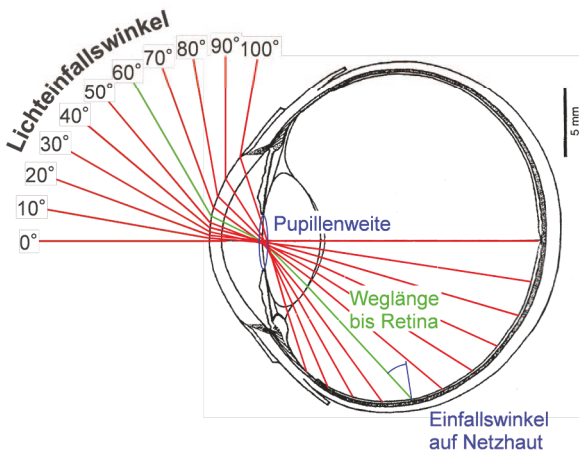 Lichteinfallswinkel
100°
90°
80°
70°
60°
50°
40°
30°
20°
10°
0°
5 mm
Pupillenweite
Weglänge
bis Retina
Einfallswinkel
auf Netzhaut